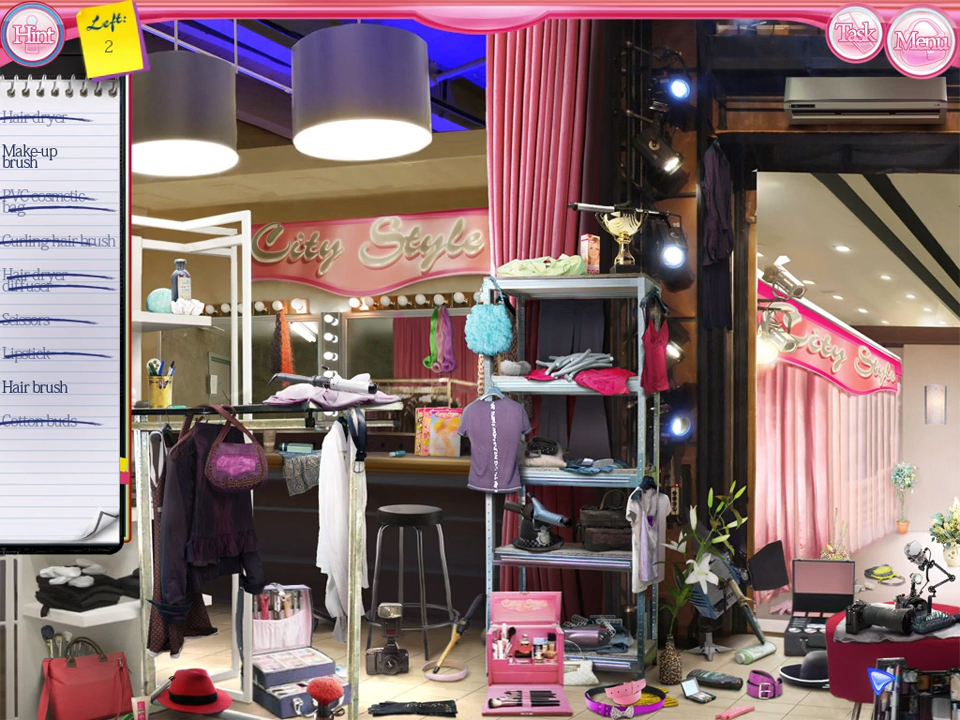 Hint
Left:
2
Task
Menu
Hair dryer
Make-up
brush
PVC cosmetic
bag
Curling hair brush
Hair dryer
diffuser
Scissors
Lipstick
Hair brush
Cotton buds
City Style
City Style
City Style